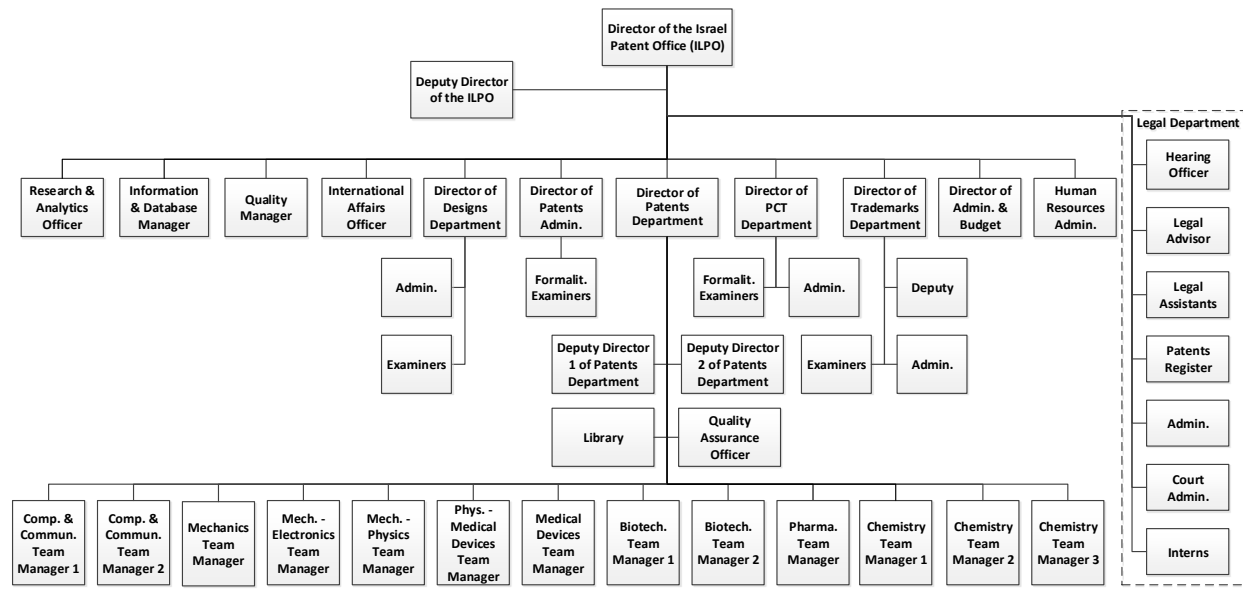 Director of the Israel
Patent Office (ILPO)
Deputy Director
of the ILPO
Legal Department
Hearing
Officer
Legal
Advisor
Legal
Assistants
Patents
Register
Admin.
Court
Admin.
Interns
Research &
Analytics
Officer
Information
& Database
Manager
Quality
Manager
International
Affairs
Officer
Director of
Designs
Department
Director of
Patents
Admin.
Director of
Patents
Department
Director of
PCT
Department
Director of
Trademarks
Department
Director of
Admin. &
Budget
Human
Resources
Admin.
Admin.
Examiners
Formalit.
Examiners
Formalit.
Examiners
Admin.
Deputy
Examiners
Admin.
Deputy Director
1 of Patents
Department
Deputy Director
2 of Patents
Department
Library
Quality
Assurance
Officer
Comp. &
Commun.
Team
Manager 1
Comp. &
Commun.
Team
Manager 2
Mechanics
Team
Manager
Mech. -
Electronics
Team
Manager
Mech. -
Physics
Team
Manager
Phys. -
Medical
Devices
Team
Manager
Medical
Devices
Team
Manager
Biotech.
Team
Manager 1
Biotech.
Team
Manager 2
Pharma.
Team
Manager
Chemistry
Team
Manager 1
Chemistry
Team
Manager 2
Chemistry
Team
Manager 3